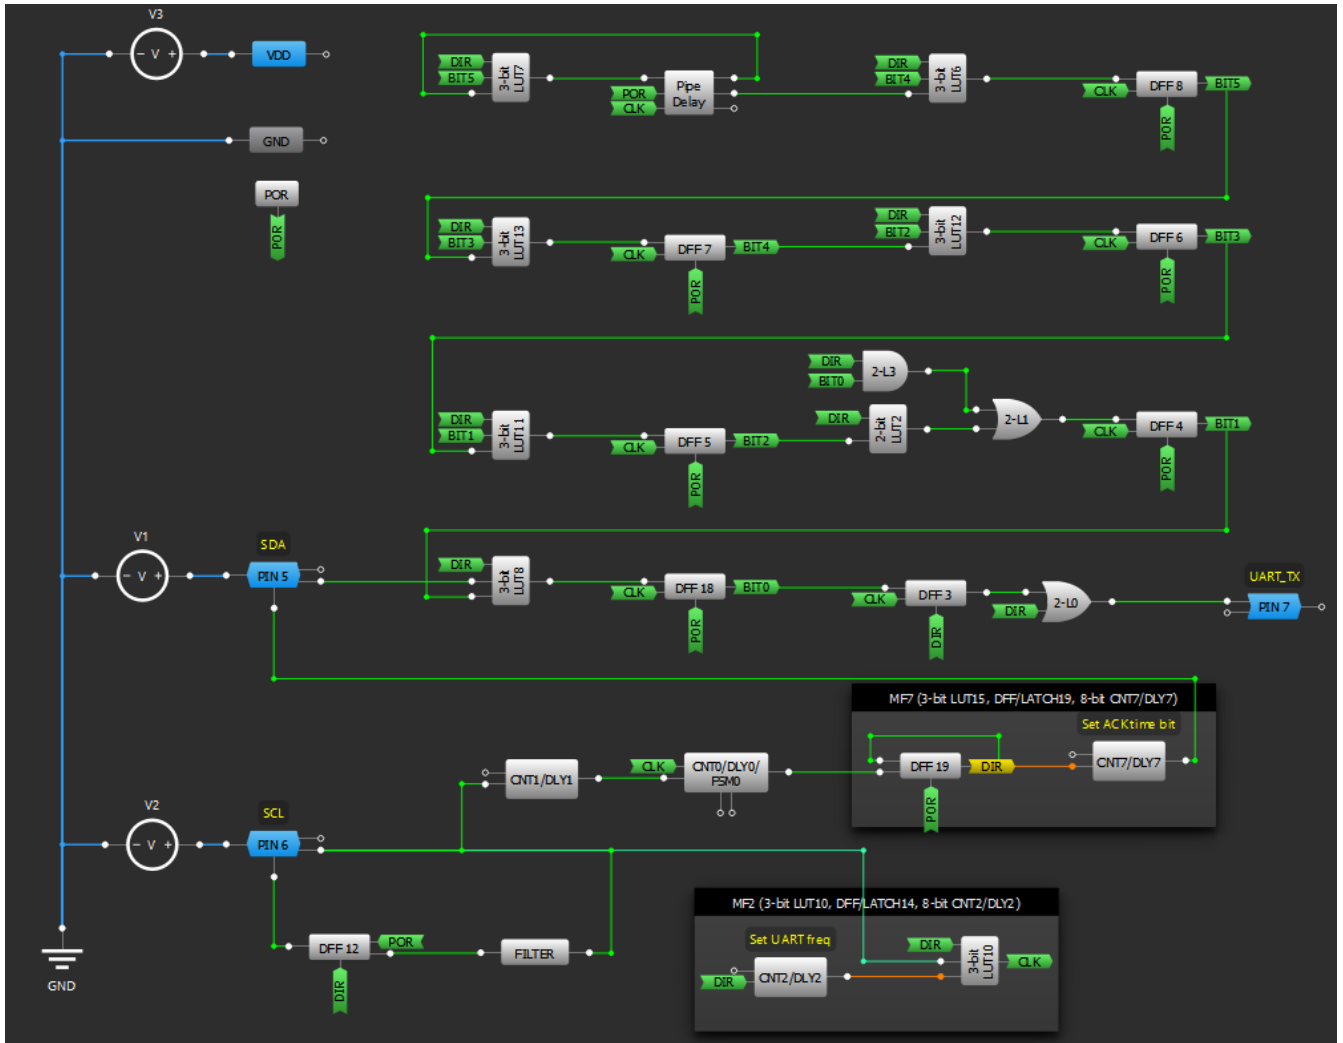 V3
- V +
VDD
GND
POR
POR
DIR
BIT5
3-bit
LUT7
POR
CLK
Pipe
Delay
DIR
BIT4
3-bit
LUT6
CLK
DFF 8
BIT5
POR
DIR
BIT3
3-bit
LUT13
CLK
DFF 7
BIT4
POR
DIR
BIT2
3-bit
LUT12
CLK
DFF 6
BIT3
POR
DIR
BIT0
2-L3
DIR
BIT1
3-bit
LUT11
CLK
DFF 5
BIT2
POR
DIR
2-bit
LUT2
2-L1
CLK
DFF 4
BIT1
POR
V1
- V +
SDA
PIN 5
DIR
3-bit
LUT8
CLK
DFF 18
BIT0
POR
CLK
DFF 3
DIR
DIR
2-L0
UART_TX
PIN 7
MF7 (3-bit LUT15, DFF/LATCH19, 8-bit CNT7/DLY7)
Set ACK time bit
DFF 19
DIR
CNT7/DLY7
POR
CNT1/DLY1
CLK
CNT0/DLY0/
FSM0
V2
- V +
SCL
PIN 6
DFF 12
POR
DIR
FILTER
MF2 (3-bit LUT10, DFF/LATCH14, 8-bit CNT2/DLY2)
Set UART freq
DIR
CNT2/DLY2
DIR
3-bit
LUT10
CLK
GND